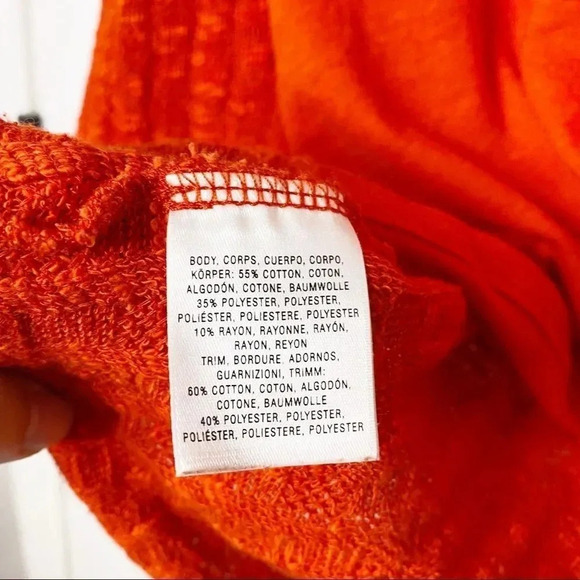 BODY, CORPS, CUERPO, CORPO,
KÖRPER: 55% COTTON, COTON,
ALGODÓN, COTONE, BAUMWOLLE
35% POLYESTER, POLYESTER,
POLIÉSTER, POLIESTERE, POLYESTER
10% RAYON, RAYONNE, RAYÓN,
RAYON, REYON
TRIM, BORDURE, ADORNOS,
GUARNIZIONI, TRIMM:
60% COTTON, COTON, ALGODÓN,
COTONE, BAUMWOLLE
40% POLYESTER, POLYESTER,
POLIÉSTER, POLIESTERE, POLYESTER